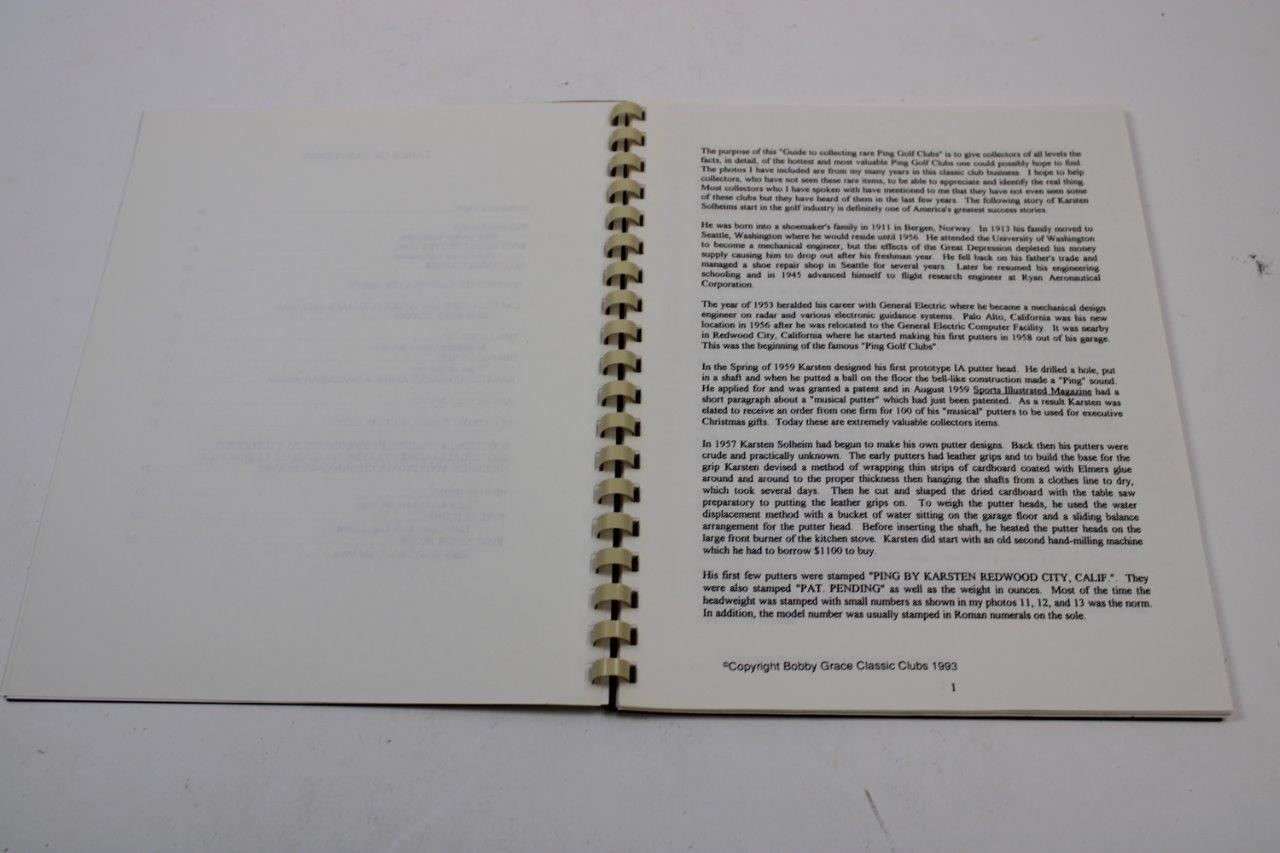 The purpose of this "Guide to collecting rare Ping Golf Clubs" is to give collectors of all levels the
facts, in detail, of the hottest and most valuable Ping Golf Clubs one could possibly hope to find.
The photos I have included are from my many years in this classic club business. I hope to help
collectors, who have not seen these rare items, to be able to appreciate and identify the real thing.
Most collectors who I have spoken with have mentioned to me that they have not even seen some
of these clubs but they have heard of them in the last few years. The following story of Karsten
Solheims start in the golf industry is definitely one of America's greatest success stories.
He was born into a shoemaker's family in 1911 in Bergen, Norway. In 1913 his family moved to
Seattle, Washington where he would reside until 1956. He attended the University of Washington
to become a mechanical engineer, but the effects of the Great Depression depleted his money
supply causing him to drop out after his freshman year. He fell back on his father's trade and
managed a shoe repair shop in Seattle for several years. Later he resumed his engineering
schooling and in 1945 advanced himself to flight research engineer at Ryan Aeronautical
Corporation.
The year of 1953 heralded his career with General Electric where he became a mechanical design
engineer on radar and various electronic guidance systems. Palo Alto, California was his new
location in 1956 after he was relocated to the General Electric Computer Facility. It was nearby
in Redwood City, California where he started making his first putters in 1958 out of his garage.
This was the beginning of the famous "Ping Golf Clubs".
In the Spring of 1959 Karsten designed his first prototype 1A putter head. He drilled a hole, put
in a shaft and when he putted a ball on the floor the bell-like construction made a "Ping" sound.
He applied for and was granted a patent and in August 1959 Sports Illustrated Magazine had a
short paragraph about a "musical putter" which had just been patented. As a result Karsten was
elated to receive an order from one firm for 100 of his "musical" putters to be used for executive
Christmas gifts. Today these are extremely valuable collectors items.
In 1957 Karsten Solheim had begun to make his own putter designs. Back then his putters were
crude and practically unknown. The early putters had leather grips and to build the base for the
grip Karsten devised a method of wrapping thin strips of cardboard coated with Elmers glue
around and around to the proper thickness then hanging the shafts from a clothes line to dry,
which took several days. Then he cut and shaped the dried cardboard with the table saw
preparatory to putting the leather grips on. To weigh the putter heads, he used the water
displacement method with a bucket of water sitting on the garage floor and a sliding balance
arrangement for the putter head. Before inserting the shaft, he heated the putter heads on the
large front burner of the kitchen stove. Karsten did start with an old second hand-milling machine
which he had to borrow $1100 to buy.
His first few putters were stamped "PING BY KARSTEN REDWOOD CITY, CALIF.". They
were also stamped "PAT. PENDING" as well as the weight in ounces. Most of the time the
headweight was stamped with small numbers as shown in my photos 11, 12, and 13 was the norm.
In addition, the model number was usually stamped in Roman numerals on the sole.
©Copyright Bobby Grace Classic Clubs 1993
1